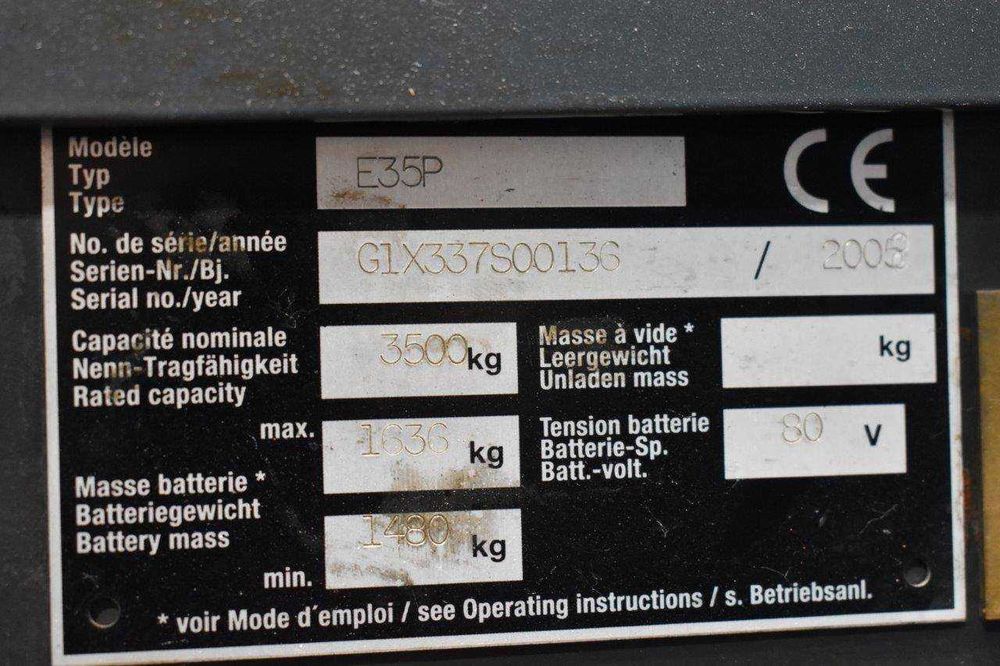 Modèle
Typ
Type
E35P
CE
No. de série/année
Serien-Nr./Bj.
Serial no./year
G1X337S00136 /
Capacité nominale
Nenn-Tragfähigkeit
Rated capacity
3500 kg
Masse à vide *
Leergewicht
Unladen mass
kg
max.
1636 kg
Tension batterie
Batterie-Sp.
Batt.-volt.
80 V
Masse batterie *
Batteriegewicht
Battery mass
min.
1480 kg
* voir Mode d´emploi / see Operating instructions / s. Betriebsanl.